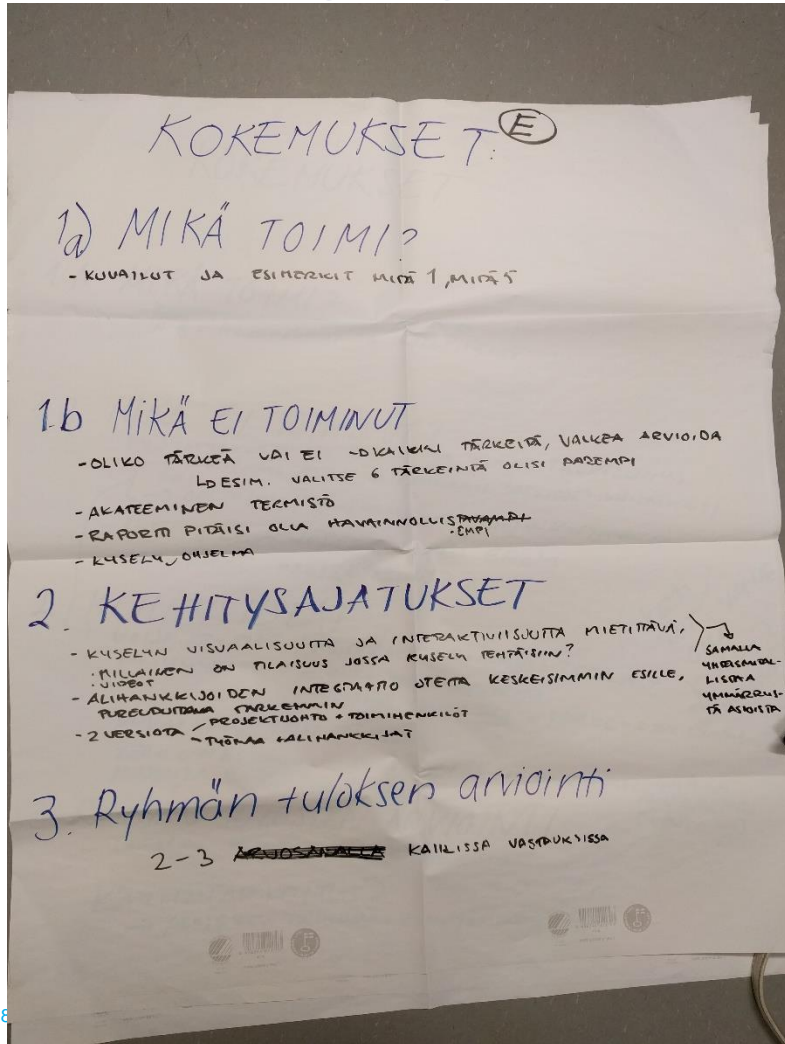 KOKEMUKSET: E
1a) MIKÄ TOIMI?
- KUVAILUT JA ESIMERKIT MITÄ 1, MITÄ 5
1b MIKÄ EI TOIMINUT
- OLIKO TÄRKEÄ VAI EI → KAIKKI TÄRKEITÄ, VAIKEA ARVIOIDA
↳ ESIM. VALITSE 6 TÄRKEINTÄ OLISI PAREMPI
- AKATEEMINEN TERMISTÖ
- RAPORTTI PITÄISI OLLA HAVAINNOLLIS
-EMPI
- KYSELY, OHJELMA
2. KEHITYSAJATUKSET
- KYSELYN VISUAALISUUTTA JA INTERAKTIIVISUUTTA MIETITTÄVÄ,
· MILLAINEN ON TILAISUUS JOSSA KYSELY TEHTÄISIIN?
· VIDEOT
- ALIHANKKIJOIDEN INTEGRAATIO OTETTA KESKEISIMMIN ESILLE,
PUREUDUTTAVA TARKEMMIN
- 2 VERSIOTA PROJEKTIJOHTO + TOIMIHENKILÖT
TYÖMAA + ALIHANKKIJAT
SAMALLA
YHTEISMITAL-
LISTAA
YMMÄRRYS-
TÄ ASIOISTA
3. Ryhmän tuloksen arviointi
2-3 KAIKISSA VASTAUKSISSA
8